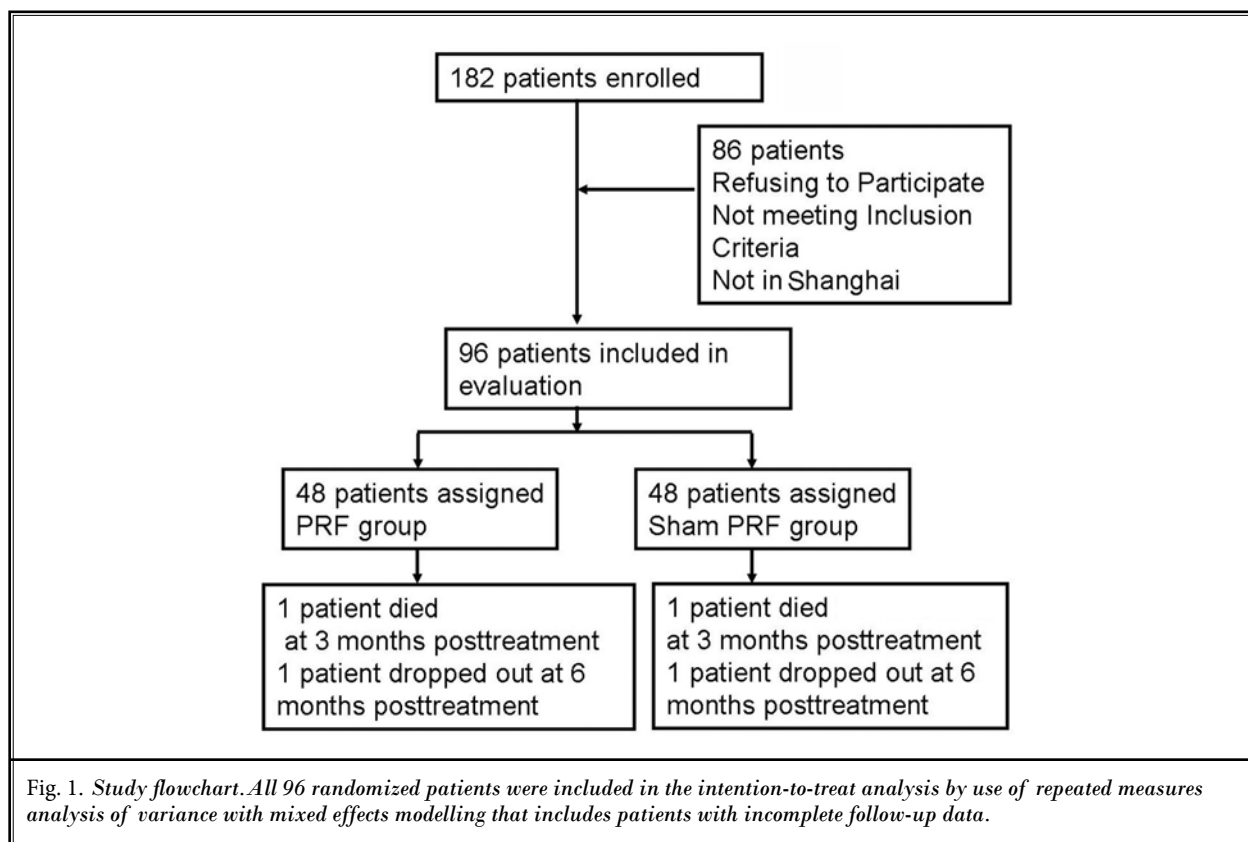 182 patients enrolled
86 patients
Refusing to Participate
Not meeting Inclusion
Criteria
Not in Shanghai
96 patients included in
evaluation
48 patients assigned
PRF group
48 patients assigned
Sham PRF group
1 patient died
at 3 months posttreatment
1 patient dropped out at 6
months posttreatment
1 patient died
at 3 months posttreatment
1 patient dropped out at 6
months posttreatment
Fig. 1. Study flowchart. All 96 randomized patients were included in the intention-to-treat analysis by use of repeated measures
analysis of variance with mixed effects modelling that includes patients with incomplete follow-up data.